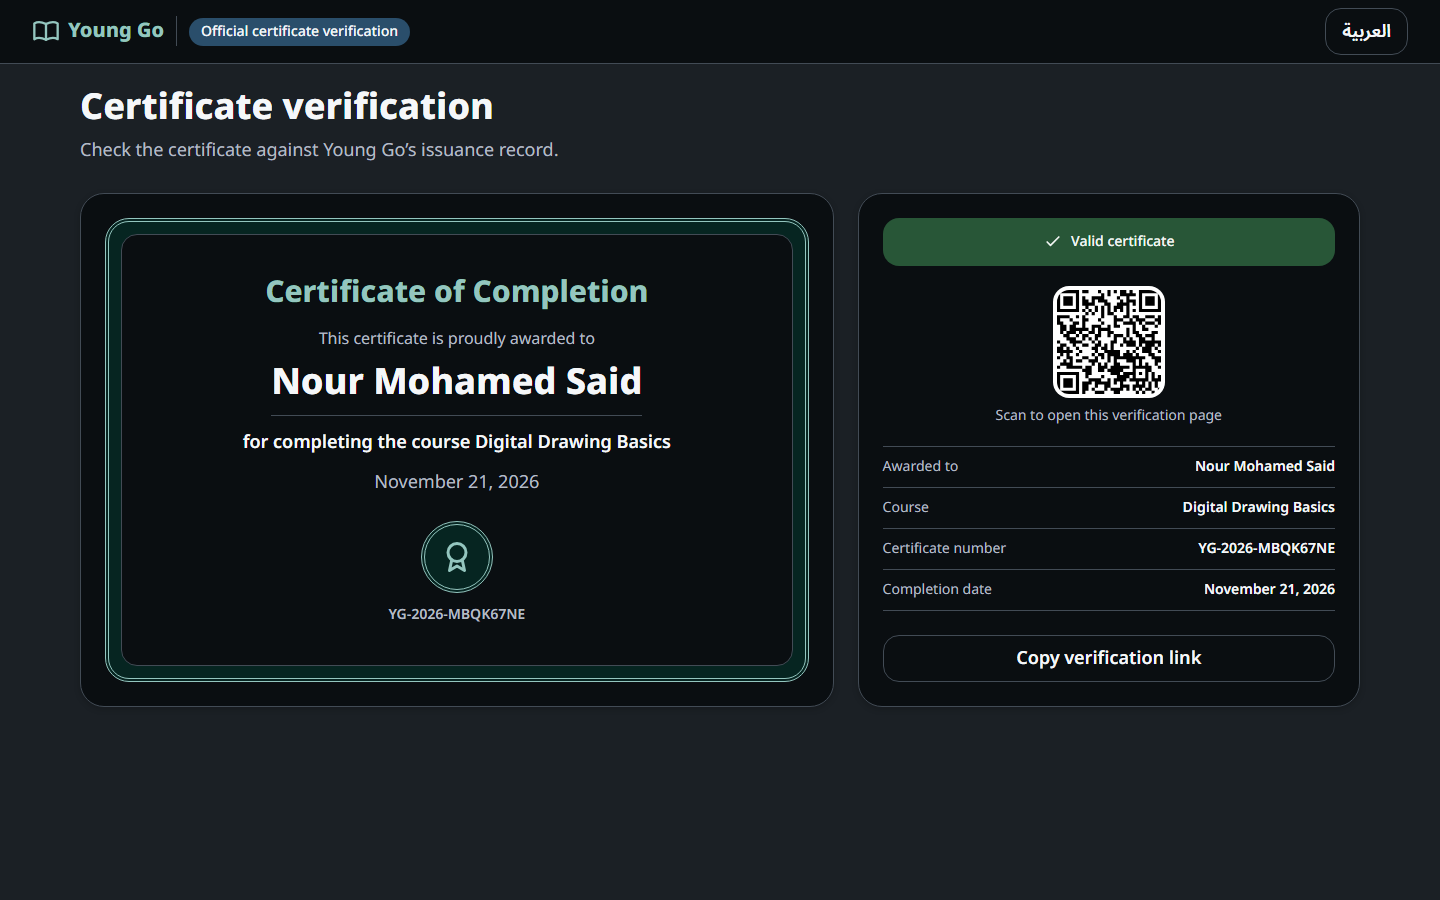 Young Go
Official certificate verification
العربية
Certificate verification
Check the certificate against Young Go’s issuance record.
Certificate of Completion
This certificate is proudly awarded to
Nour Mohamed Said
for completing the course Digital Drawing Basics
November 21, 2026
YG-2026-MBQK67NE
Valid certificate
Scan to open this verification page
Awarded to Nour Mohamed Said
Course Digital Drawing Basics
Certificate number YG-2026-MBQK67NE
Completion date November 21, 2026
Copy verification link